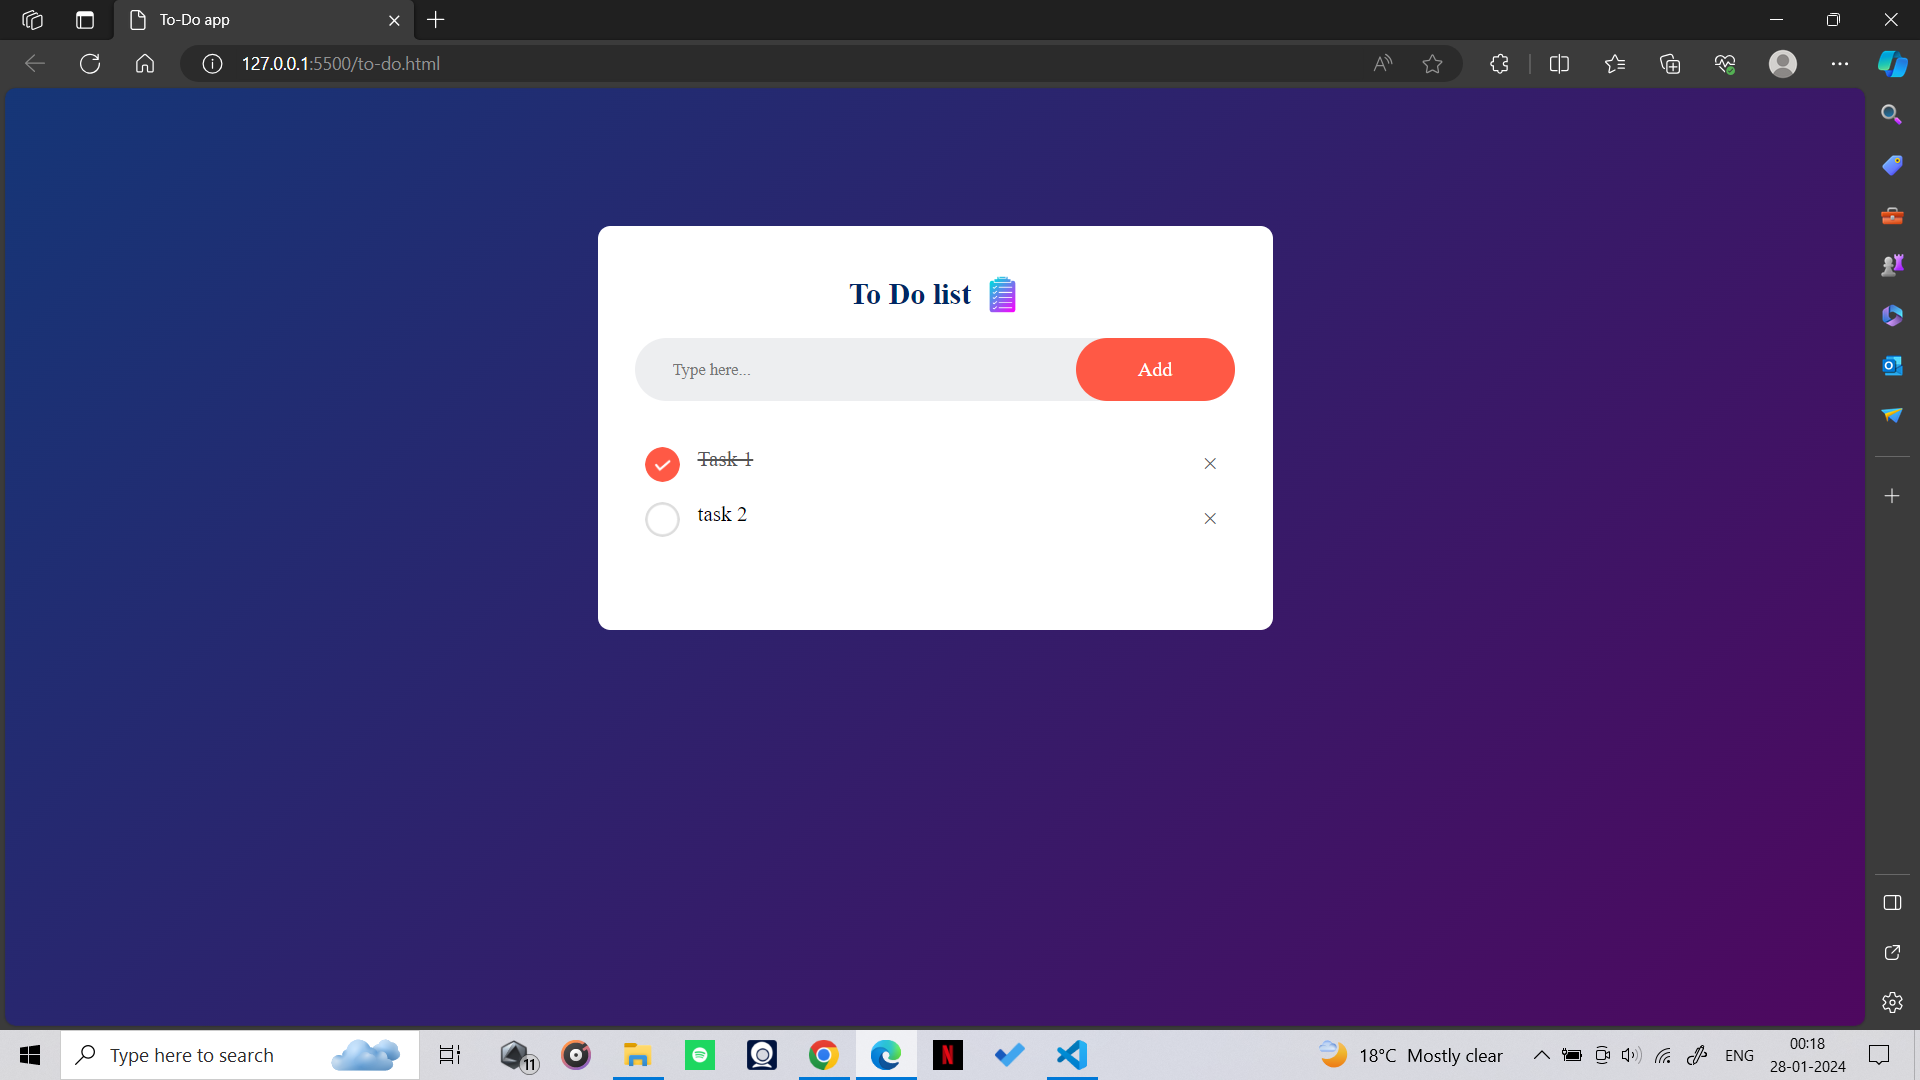 To-Do app
127.0.0.1:5500/to-do.html
To Do list
Type here...
Add
Task 1
task 2
Type here to search
11
N
18°C Mostly clear
ENG
00:18
28-01-2024